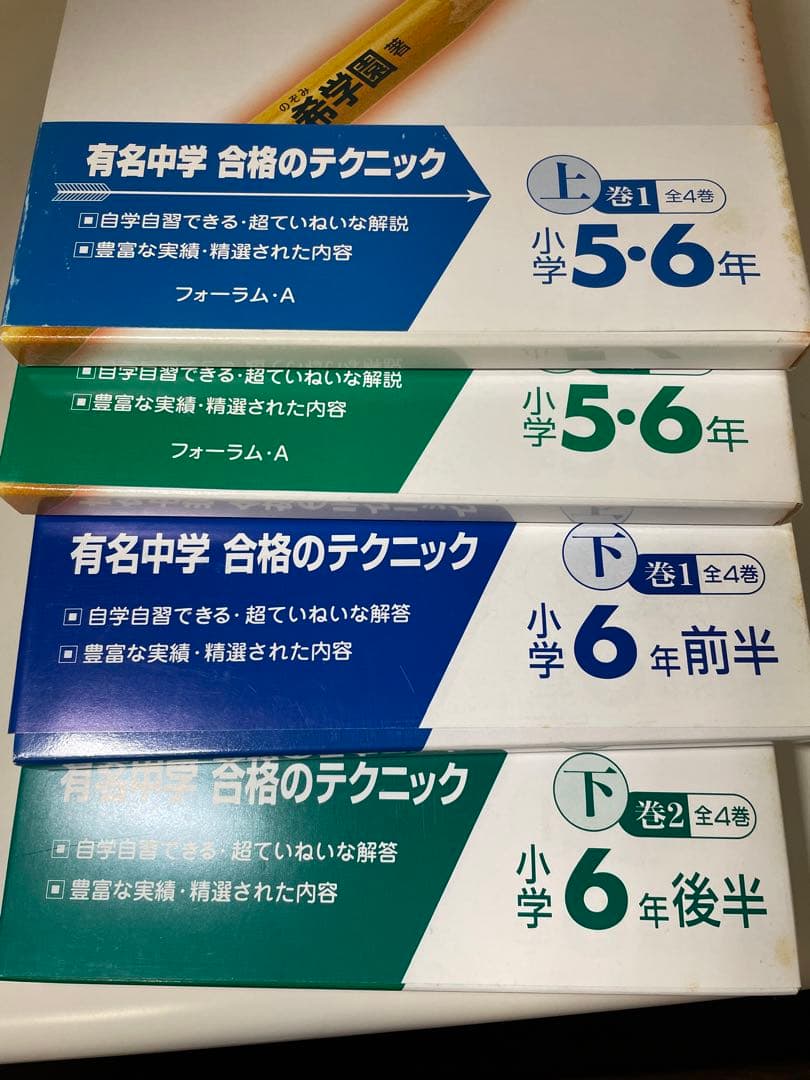 のぞみ
希学園 著
有名中学 合格のテクニック
自学自習できる・超ていねいな解説
豊富な実績・精選された内容
フォーラム・A
上 巻1 全4巻
小学5・6年
自学自習できる・超ていねいな解説
豊富な実績・精選された内容
フォーラム・A
小学5・6年
有名中学 合格のテクニック
自学自習できる・超ていねいな解答
豊富な実績・精選された内容
下 巻1 全4巻
小学6年前半
有名中学 合格のテクニック
自学自習できる・超ていねいな解答
豊富な実績・精選された内容
下 巻2 全4巻
小学6年後半